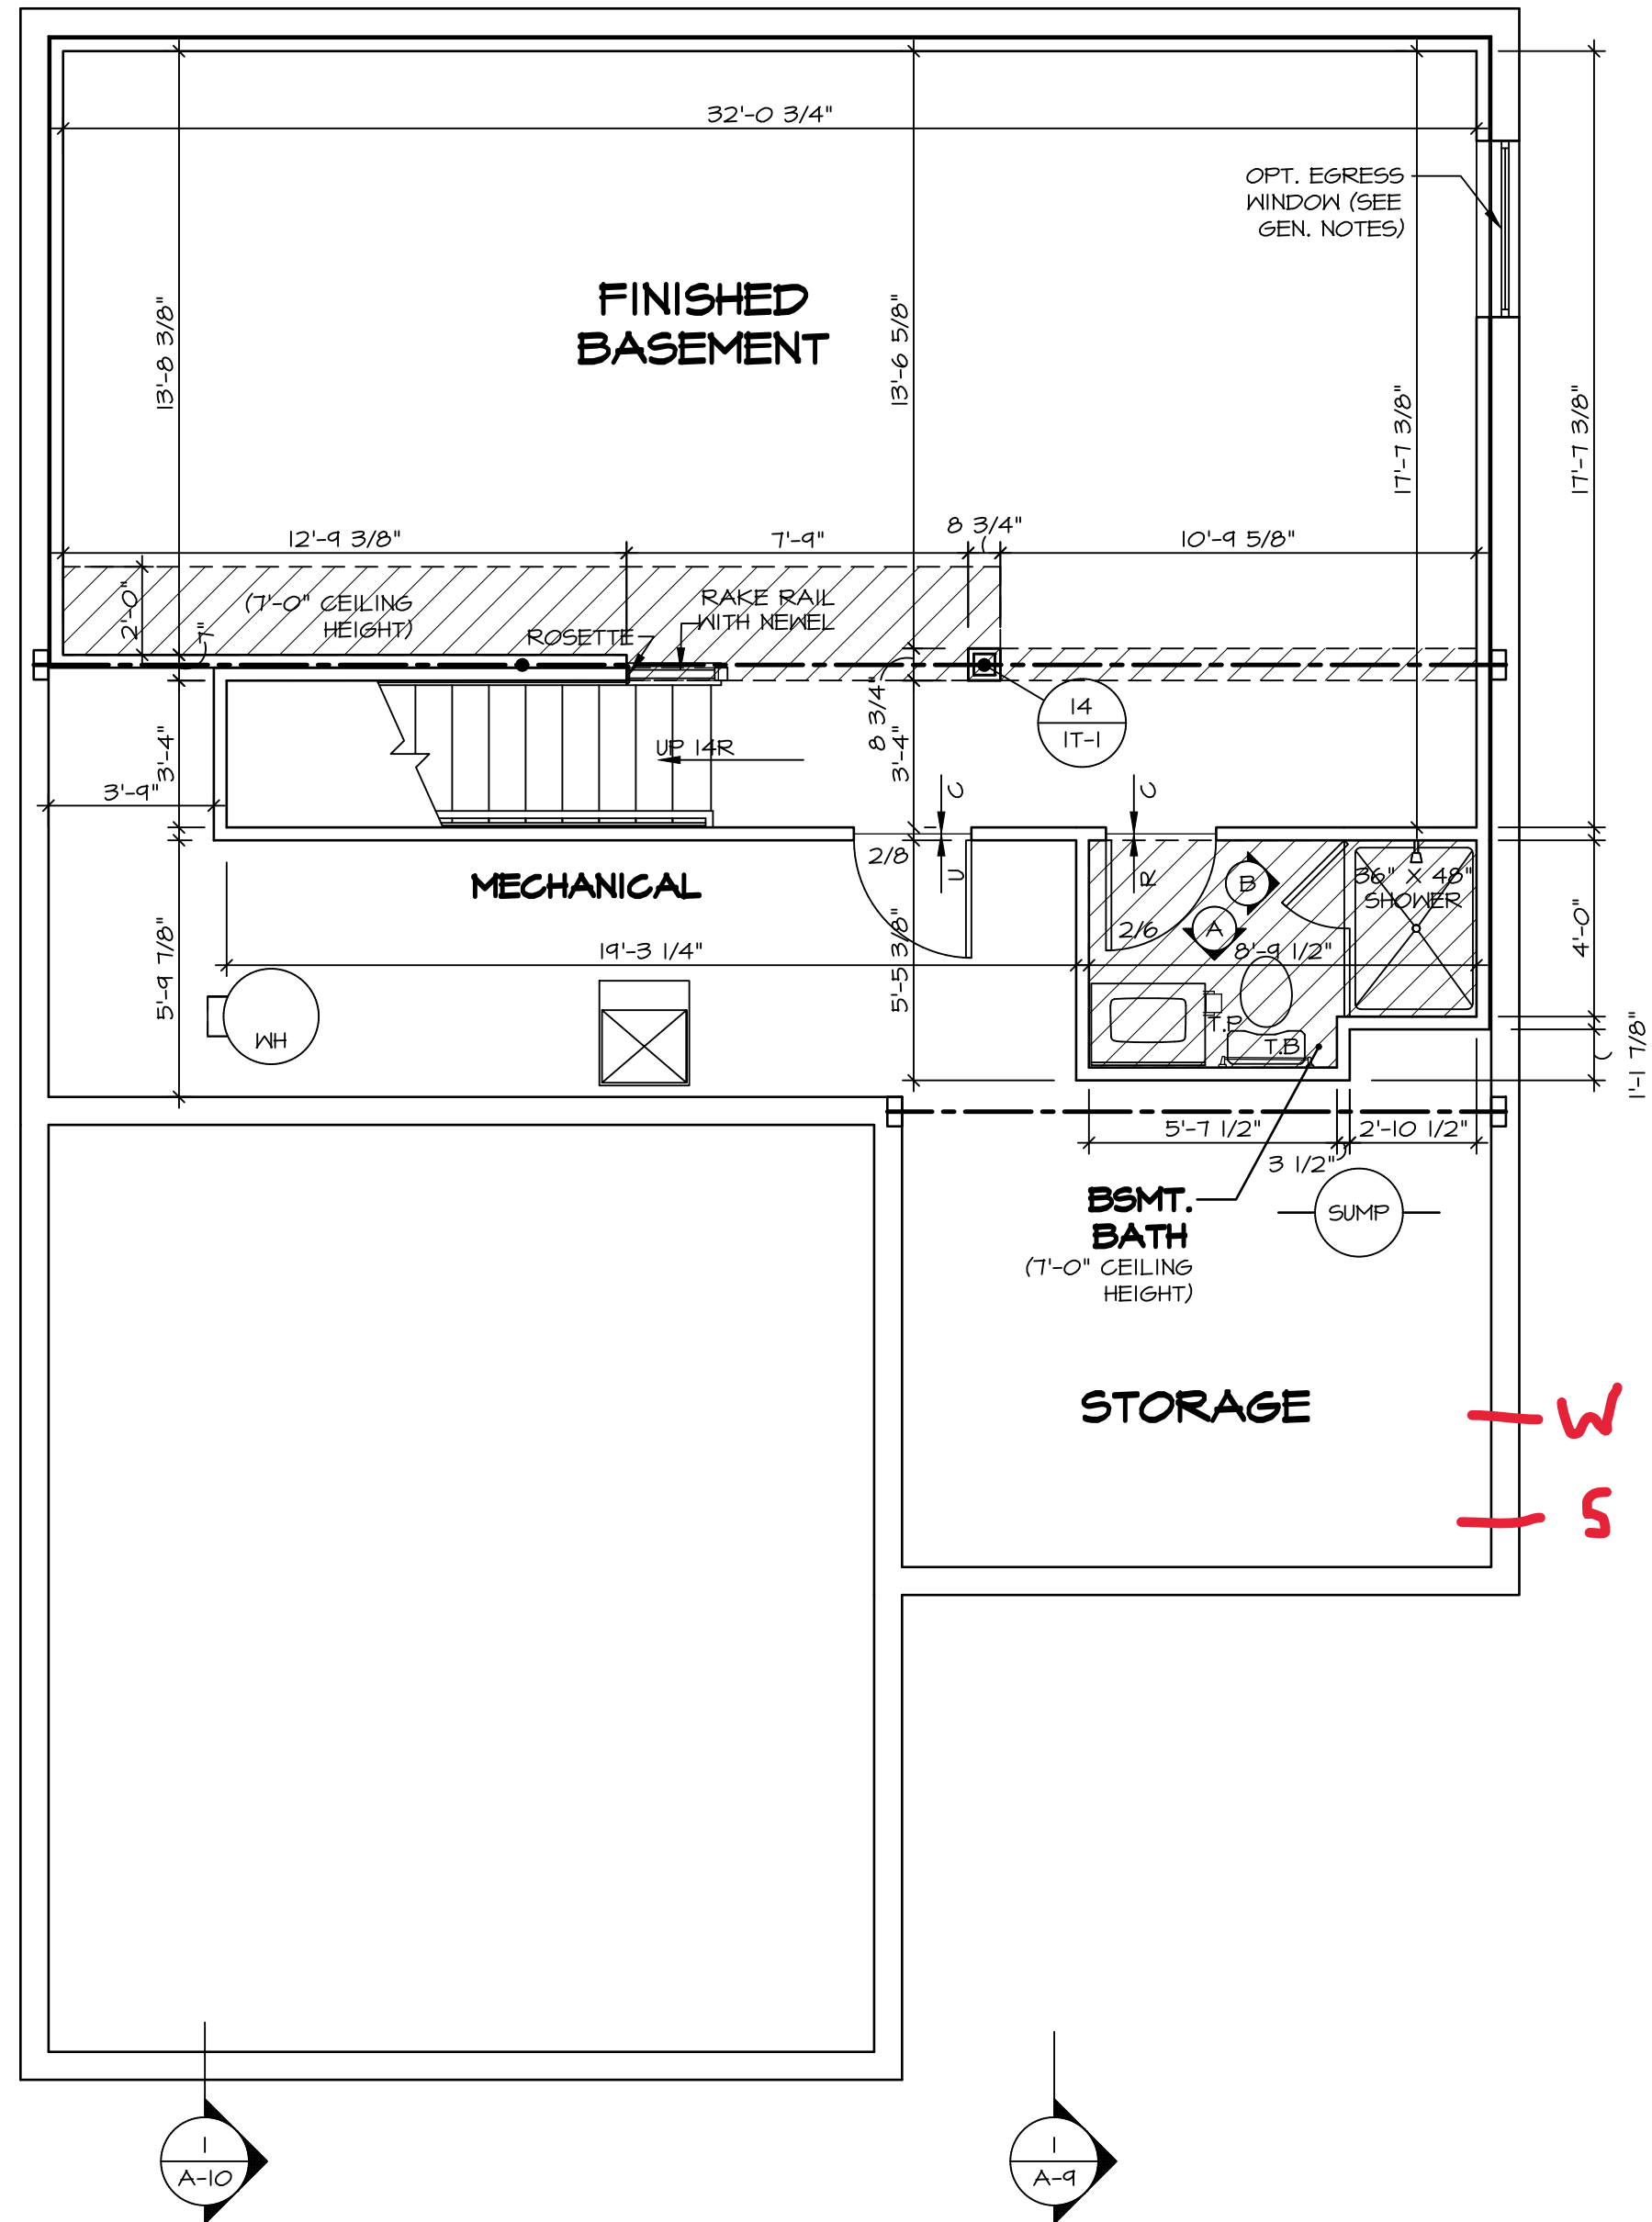 32'-0 3/4"
OPT. EGRESS
WINDOW (SEE
GEN. NOTES)
FINISHED
BASEMENT
13'-8 3/8"
13'-6 5/8"
17'-7 3/8"
17'-7 3/8"
12'-9 3/8"
7'-9"
8 3/4"
10'-9 5/8"
2'-0"
(7'-0" CEILING
HEIGHT)
7"
ROSETTE
RAKE RAIL
WITH NEWEL
8 3/4"
14
1T-1
UP 14R
3'-4"
3'-4"
3'-9"
C
C
2/8
U
R
MECHANICAL
B
A
2/6
36" X 48"
SHOWER
4'-0"
5'-9 7/8"
19'-3 1/4"
5'-5 3/8"
8'-9 1/2"
WH
T.P
T.B
1'-1 7/8"
5'-7 1/2"
2'-10 1/2"
3 1/2"
BSMT.
BATH
(7'-0" CEILING
HEIGHT)
SUMP
STORAGE
W
S
1
A-10
1
A-9